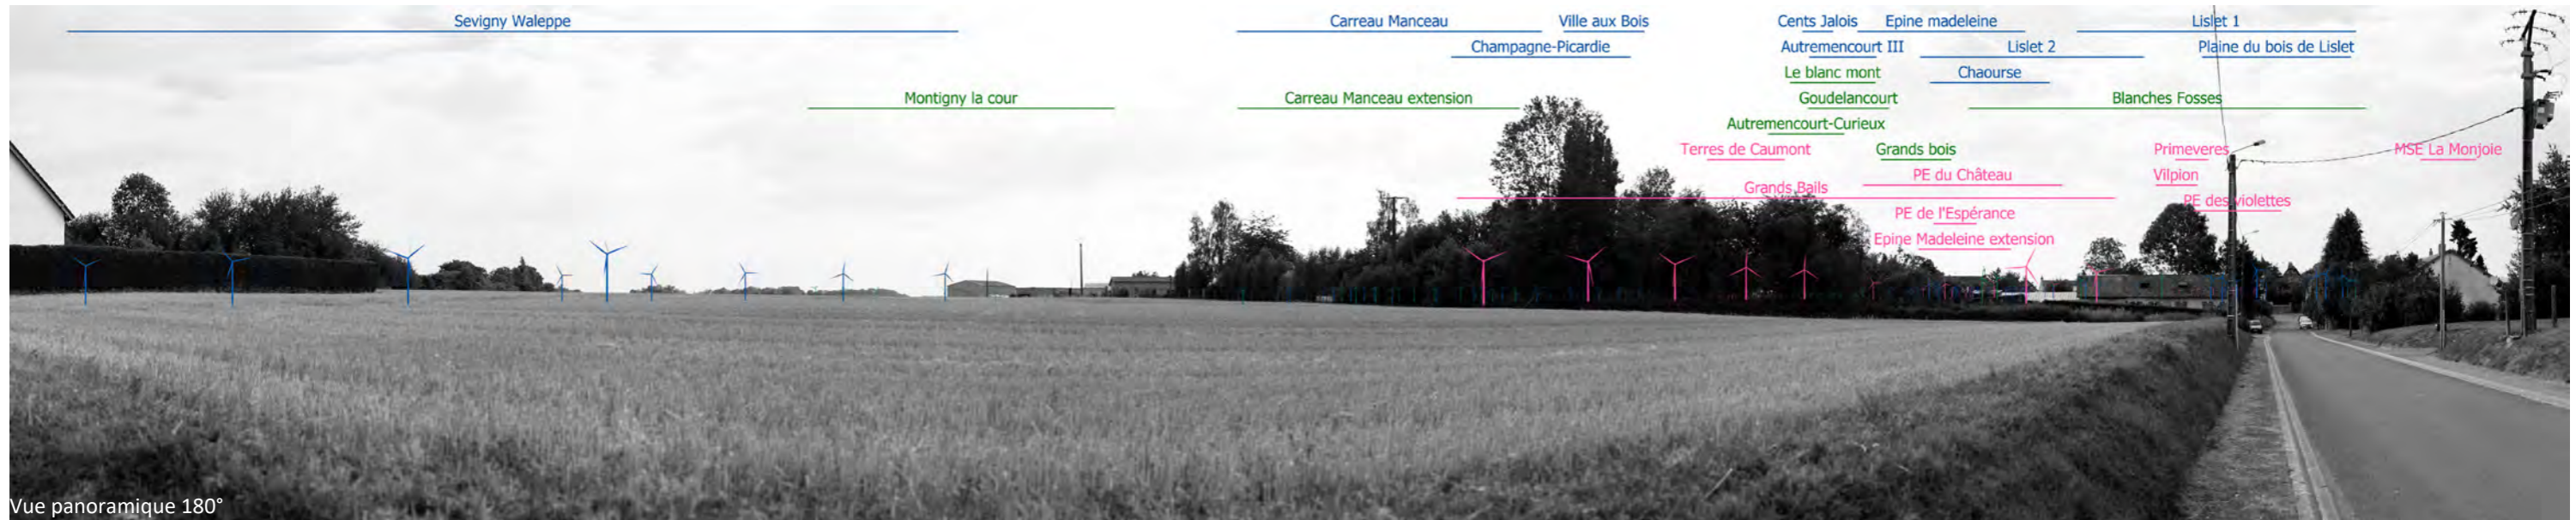 Sevigny Waleppe
Carreau Manceau
Ville aux Bois
Cents Jalois
Epine madeleine
Lislet 1
Champagne-Picardie
Autremencourt III
Lislet 2
Plaine du bois de Lislet
Le blanc mont
Chaourse
Montigny la cour
Carreau Manceau extension
Goudelancourt
Blanches Fosses
Autremencourt-Curieux
Terres de Caumont
Grands bois
Primeveres
MSE La Monjoie
PE du Château
Vilpion
Grands Bails
PE des violettes
PE de l'Espérance
Epine Madeleine extension
Vue panoramique 180°